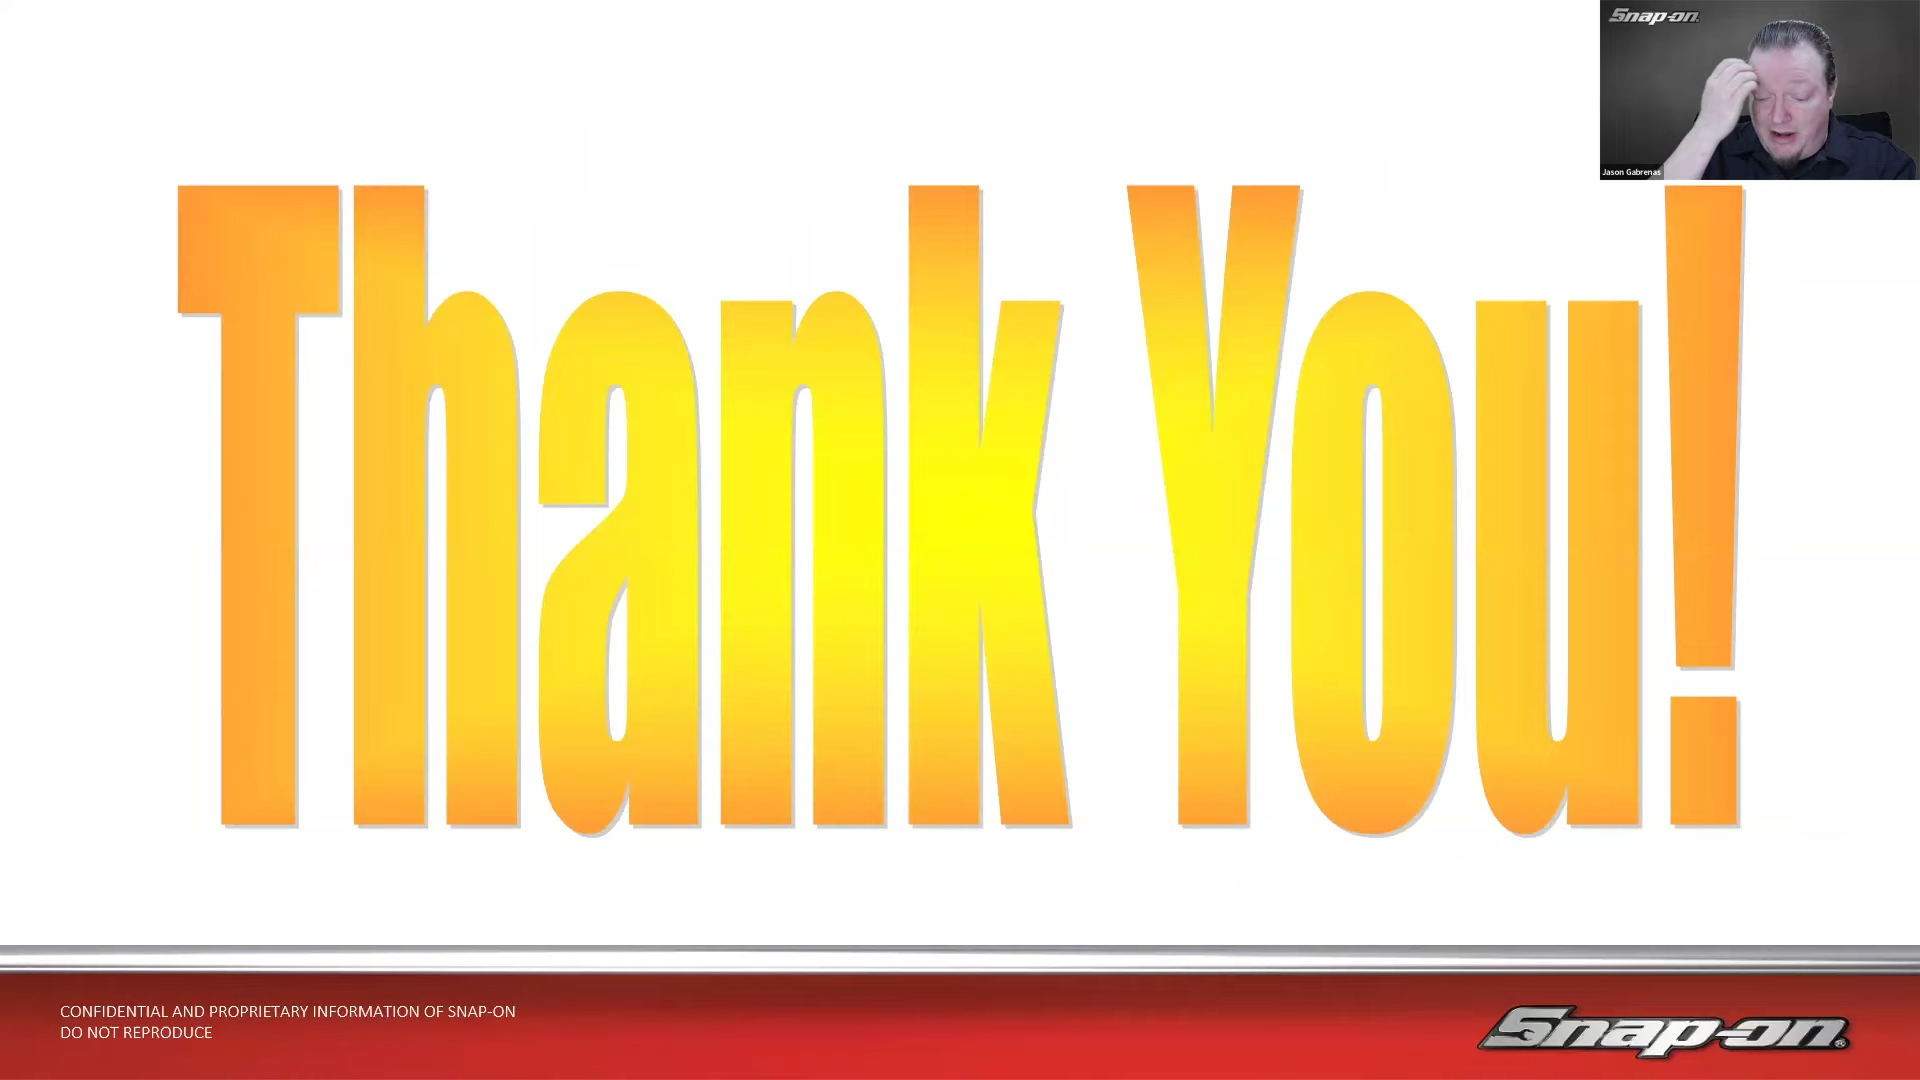 Snap-on
Jason Gabrenas
Thank You!
CONFIDENTIAL AND PROPRIETARY INFORMATION OF SNAP-ON
DO NOT REPRODUCE
Snap-on®